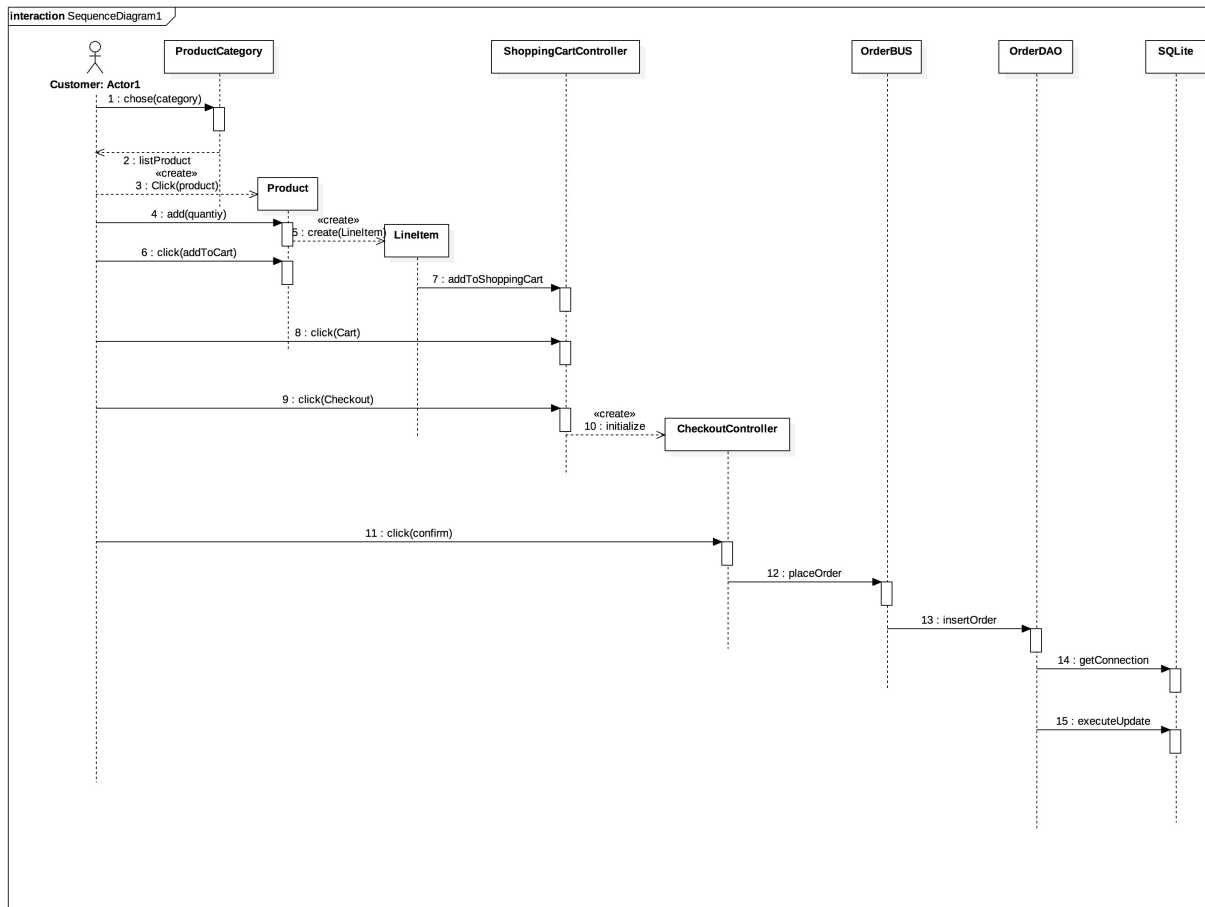 interaction SequenceDiagram1
ProductCategory
ShoppingCartController
OrderBUS
OrderDAO
SQLite
Customer: Actor1
1 : chose(category)
2 : listProduct
«create»
3 : Click(product)
Product
4 : add(quantiy)
«create»
5 : create(LineItem)
LineItem
6 : click(addToCart)
7 : addToShoppingCart
8 : click(Cart)
9 : click(Checkout)
«create»
10 : initialize
CheckoutController
11 : click(confirm)
12 : placeOrder
13 : insertOrder
14 : getConnection
15 : executeUpdate